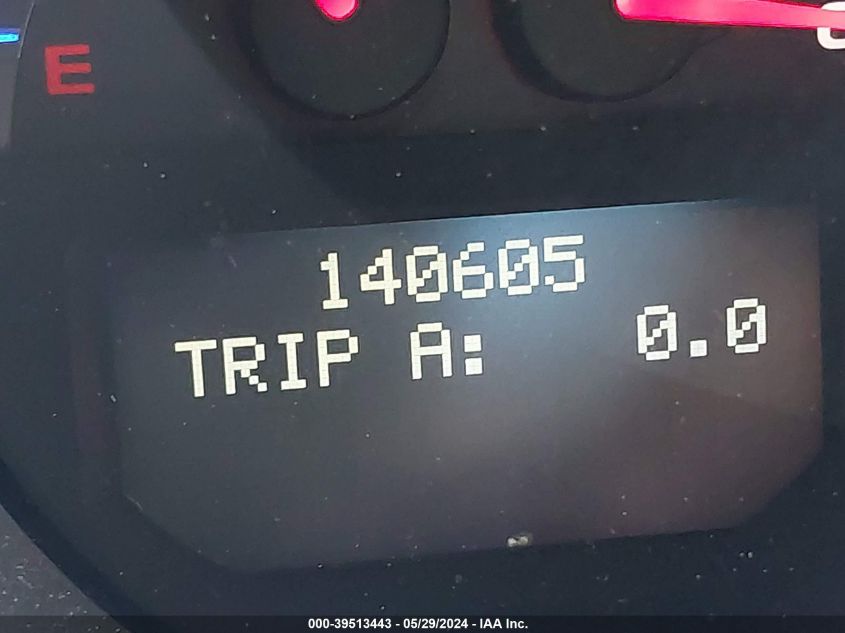 E
140605
TRIP A: 0.0
000-39513443 - 05/29/2024 - IAA Inc.